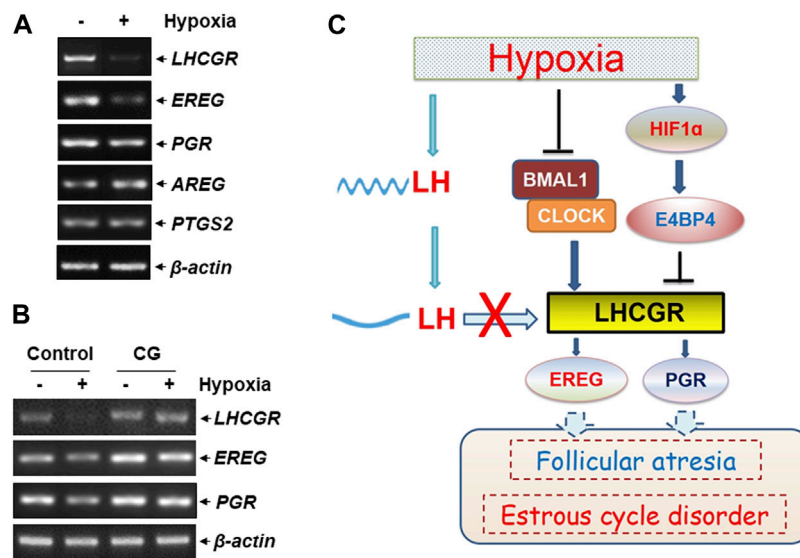 A
- + Hypoxia
LHCGR
EREG
PGR
AREG
PTGS2
β-actin
B
Control CG
- + - + Hypoxia
LHCGR
EREG
PGR
β-actin
C
Hypoxia
HIF1α
LH
BMAL1
CLOCK
E4BP4
LH
X
LHCGR
EREG
PGR
Follicular atresia
Estrous cycle disorder